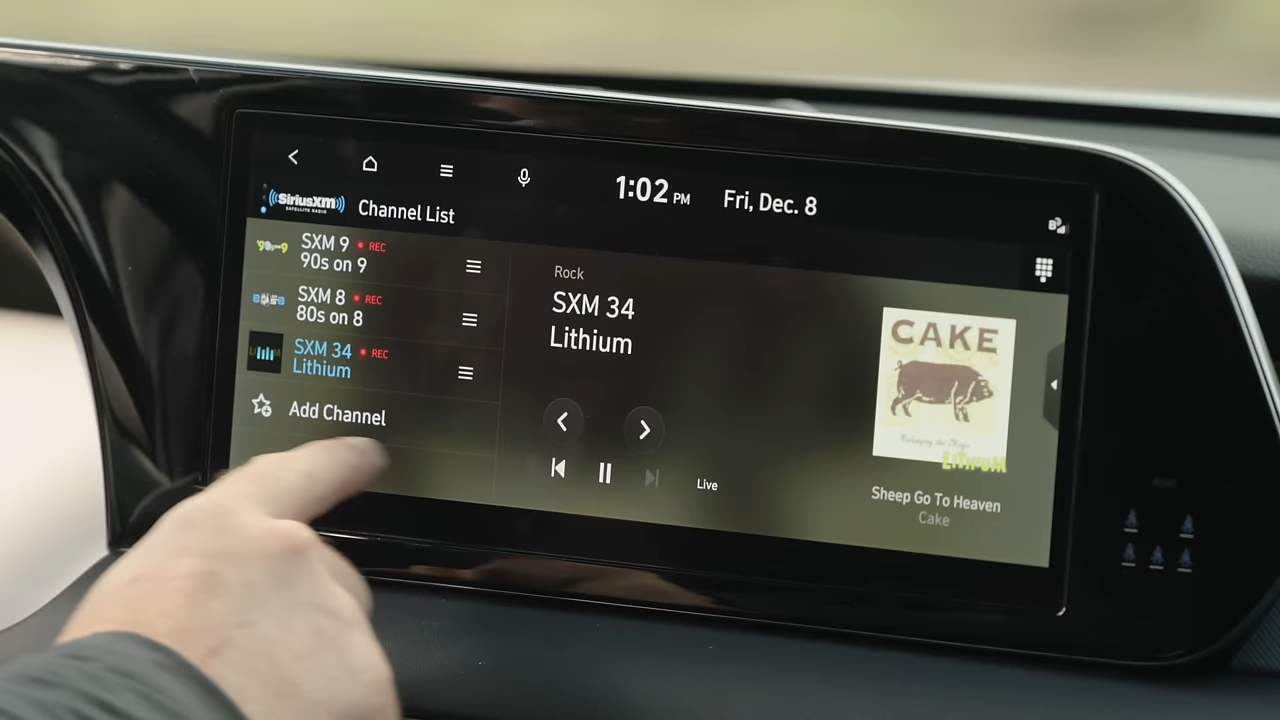 1:02 PM
Fri, Dec. 8
((SiriusXM))
SATELLITE RADIO
Channel List
SXM 9 REC
90s on 9
SXM 8 REC
80s on 8
SXM 34 REC
Lithium
Add Channel
Rock
SXM 34
Lithium
Live
CAKE
LITHIUM
Sheep Go To Heaven
Cake